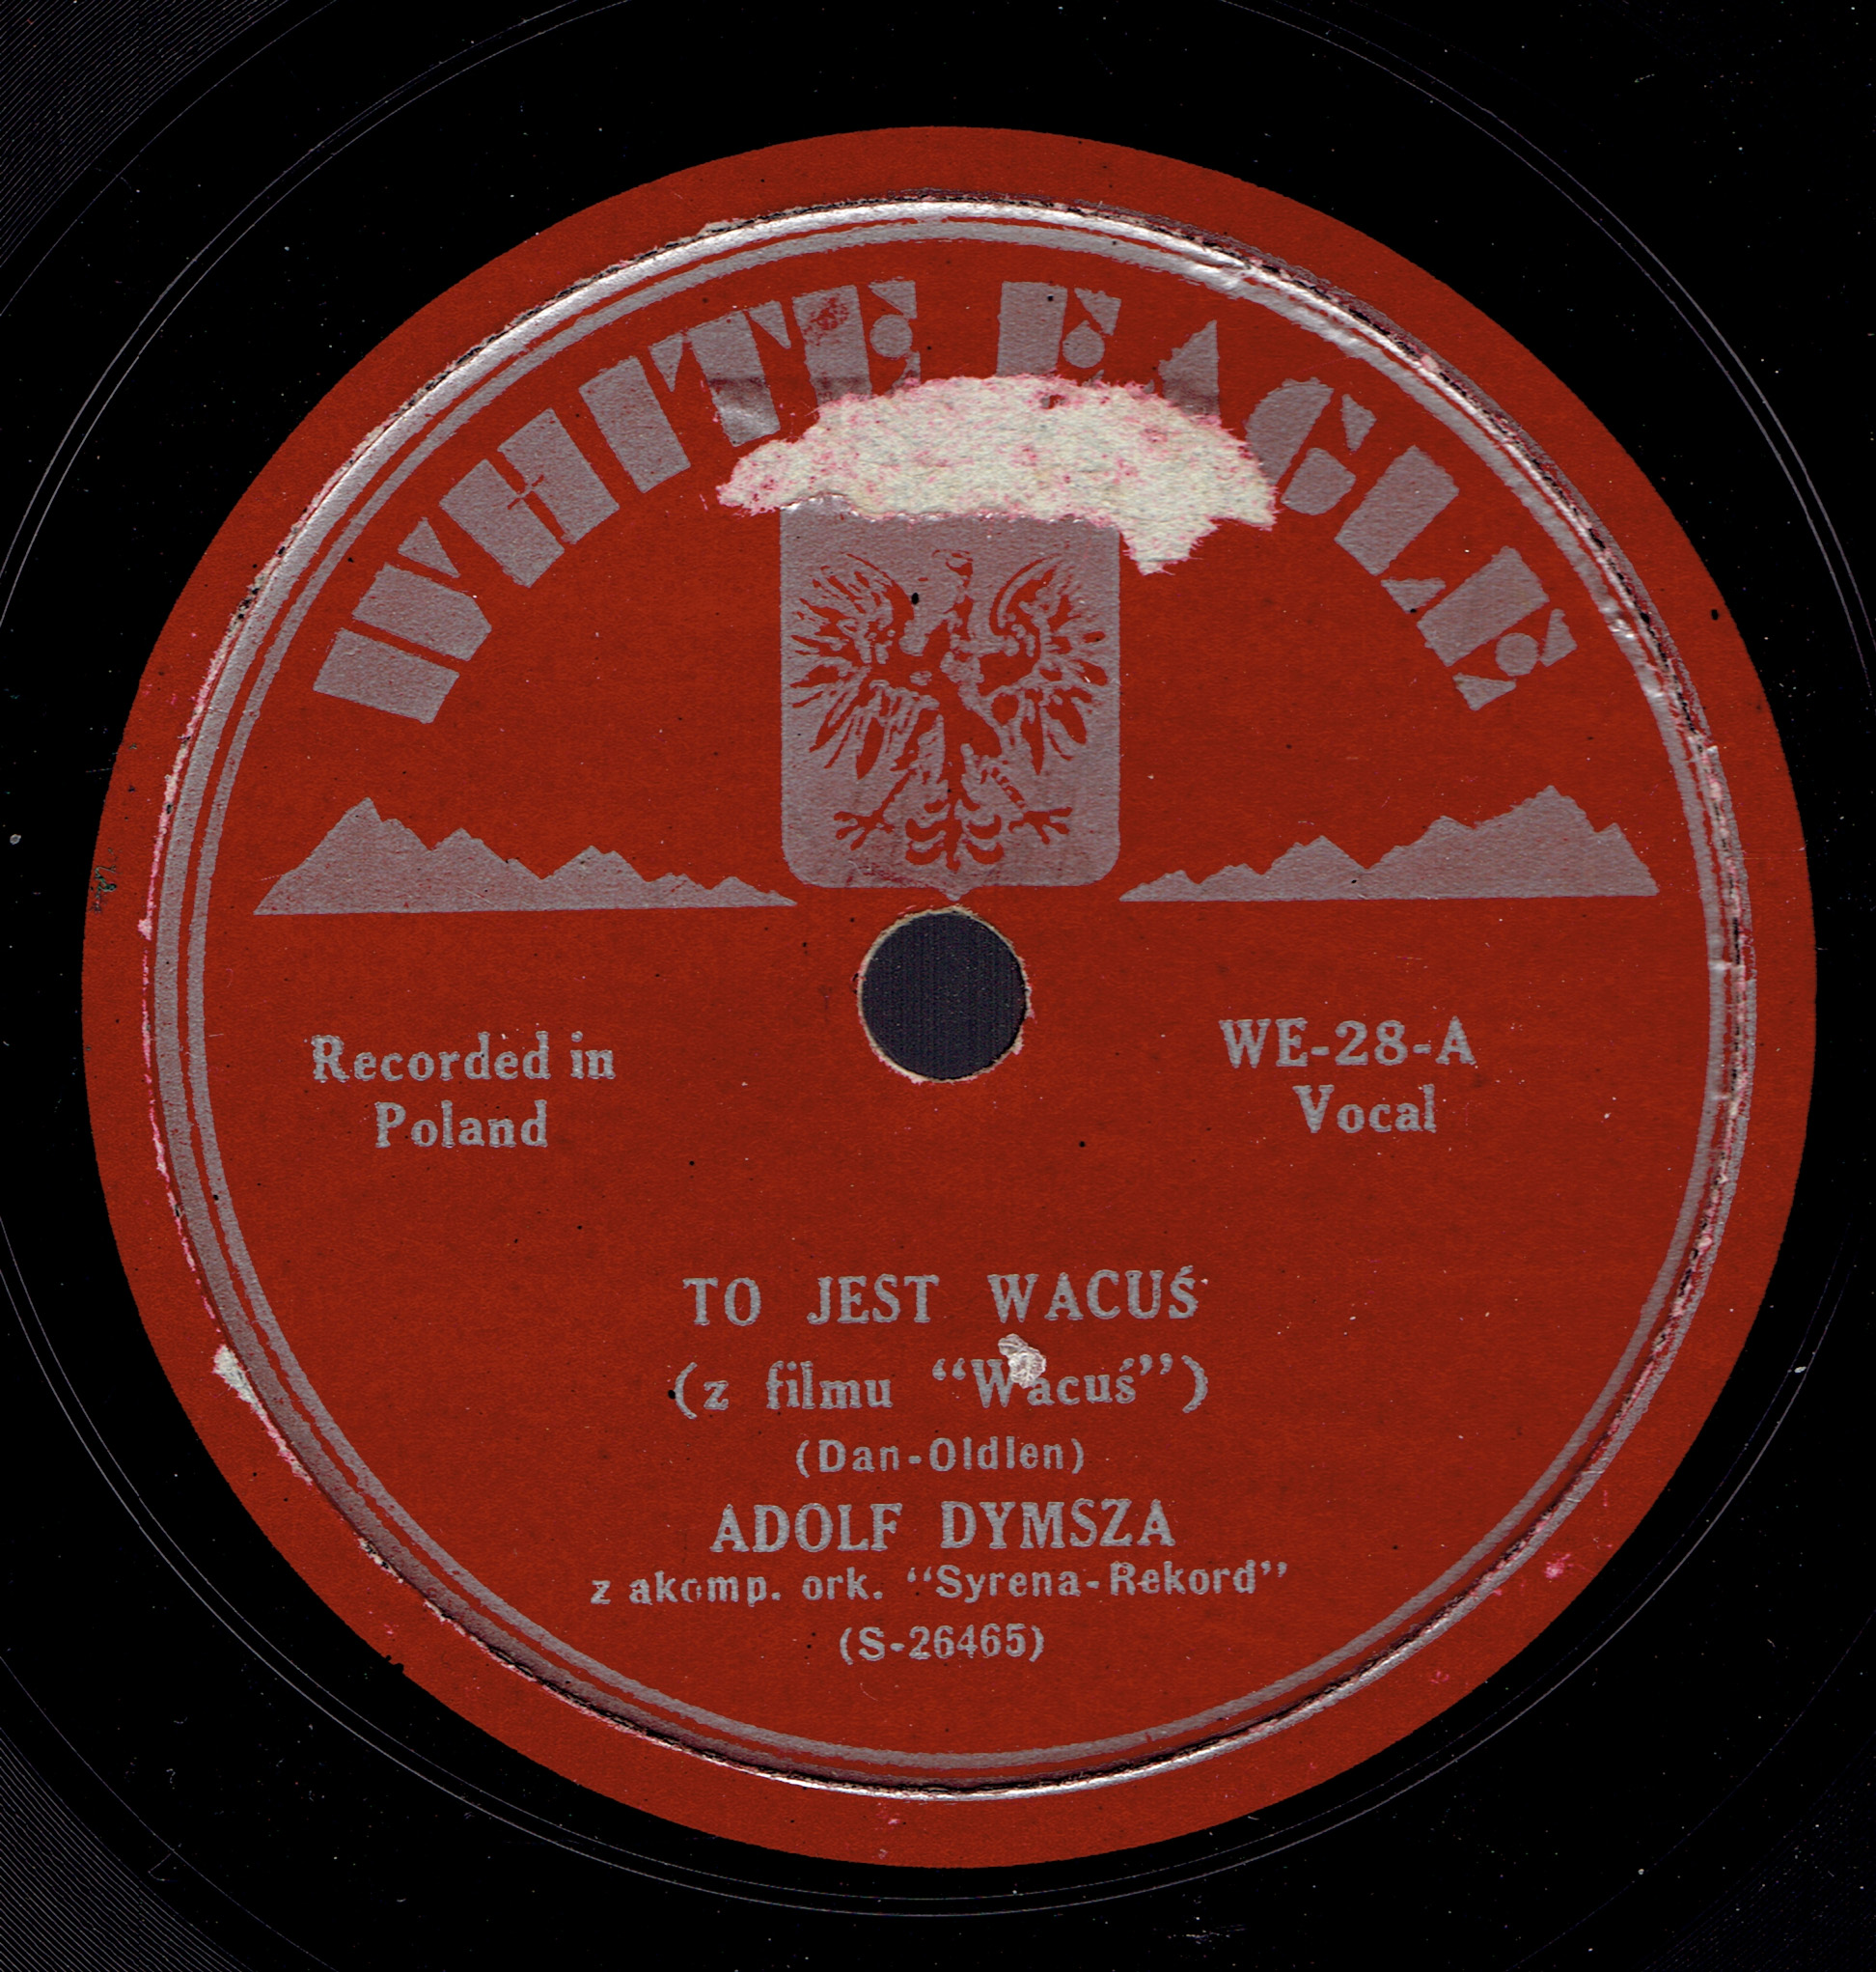 WHITE EAGLE
Recorded in
Poland
WE-28-A
Vocal
TO JEST WACUŚ
(z filmu “Wacuś”)
(Dan-Oldlen)
ADOLF DYMSZA
z akomp. ork. “Syrena-Rekord”
(S-26465)